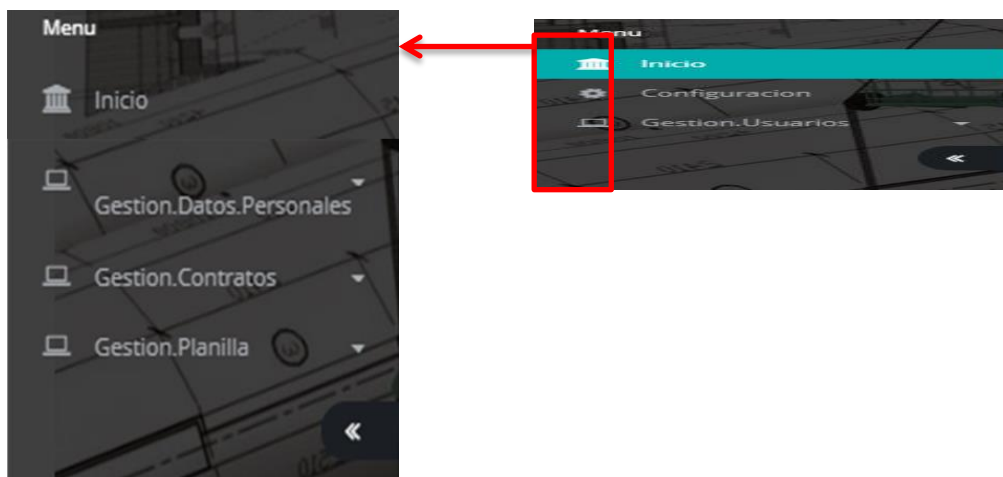 Menu
Inicio
Gestion.Datos.Personales
Gestion.Contratos
Gestion.Planilla
Menu
Inicio
Configuracion
Gestion.Usuarios